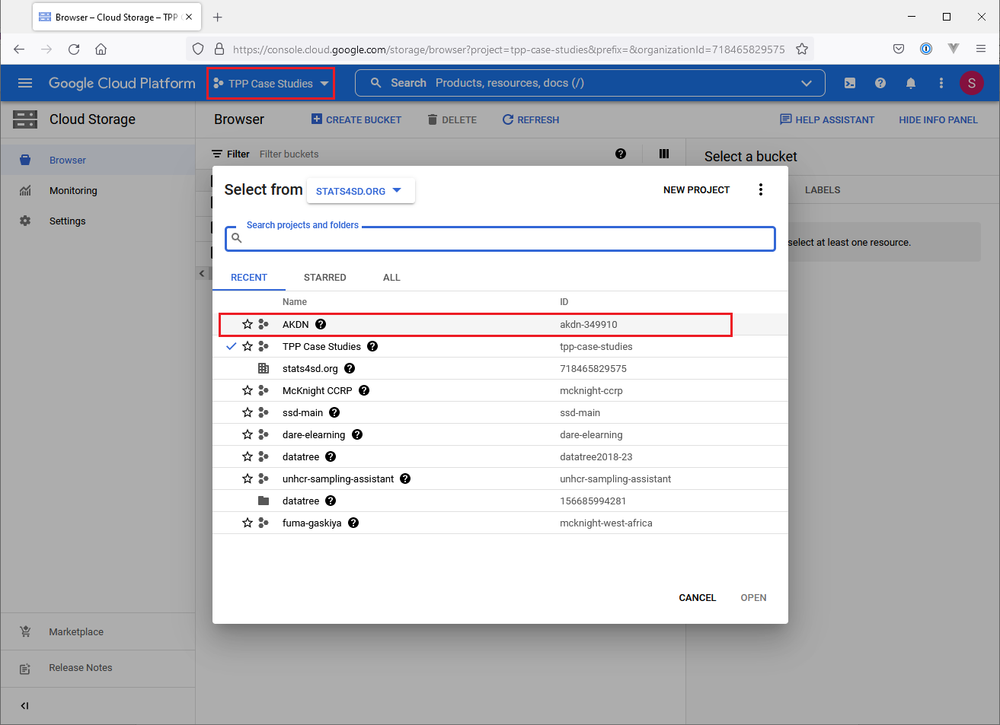 Browser – Cloud Storage – TPP
https://console.cloud.google.com/storage/browser?project=tpp-case-studies&prefix=&organizationId=718465829575
Google Cloud Platform TPP Case Studies Search Products, resources, docs (/) S
Cloud Storage Browser CREATE BUCKET DELETE REFRESH HELP ASSISTANT HIDE INFO PANEL
Browser
Monitoring
Settings
Marketplace
Release Notes
Filter Filter buckets
Select a bucket
LABELS
select at least one resource.
Select from STATS4SD.ORG NEW PROJECT
Search projects and folders
RECENT STARRED ALL
Name ID
AKDN akdn-349910
TPP Case Studies tpp-case-studies
stats4sd.org 718465829575
McKnight CCRP mcknight-ccrp
ssd-main ssd-main
dare-elearning dare-elearning
datatree datatree2018-23
unhcr-sampling-assistant unhcr-sampling-assistant
datatree 156685994281
fuma-gaskiya mcknight-west-africa
CANCEL OPEN